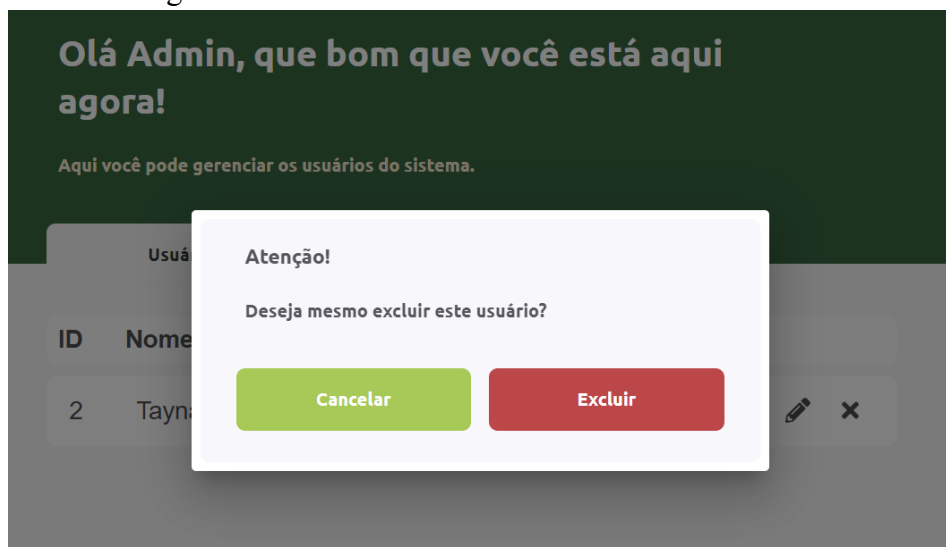 Olá Admin, que bom que você está aqui
agora!
Aqui você pode gerenciar os usuários do sistema.
Atenção!
Deseja mesmo excluir este usuário?
Cancelar
Excluir
ID Nome
2